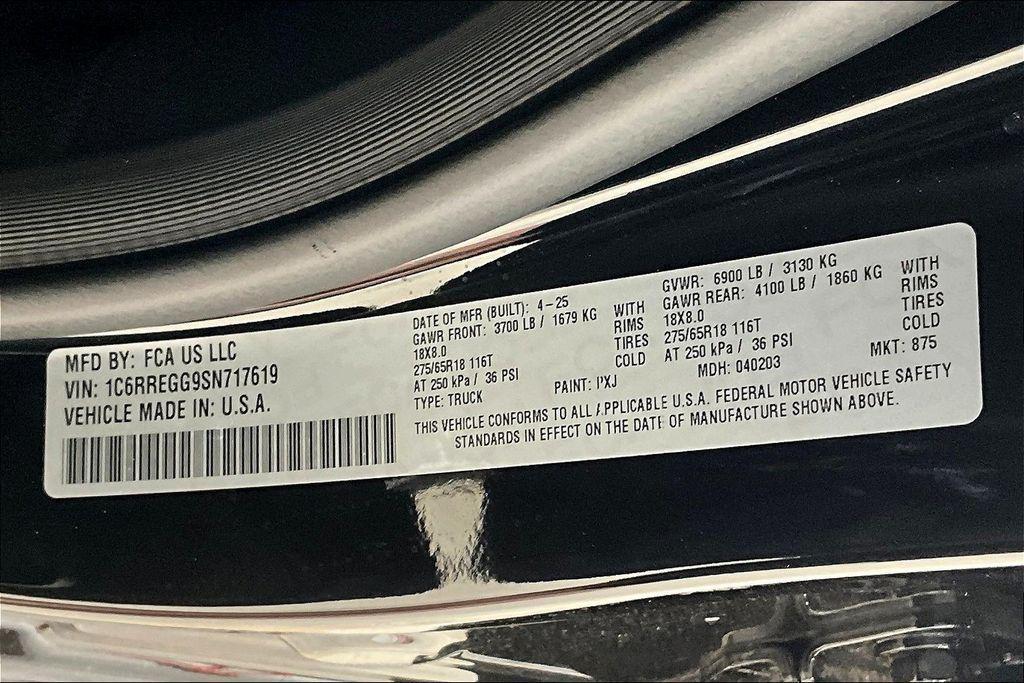 MFD BY: FCA US LLC
VIN: 1C6RREGG9SN717619
VEHICLE MADE IN: U.S.A.
DATE OF MFR (BUILT): 4-25
GAWR FRONT: 3700 LB / 1679 KG WITH
18X8.0 RIMS
275/65R18 116T TIRES
AT 250 kPa / 36 PSI COLD
TYPE: TRUCK
PAINT: PXJ
GVWR: 6900 LB / 3130 KG
GAWR REAR: 4100 LB / 1860 KG WITH
18X8.0 RIMS
275/65R18 116T TIRES
AT 250 kPa / 36 PSI COLD
MDH: 040203
MKT: 875
THIS VEHICLE CONFORMS TO ALL APPLICABLE U.S.A. FEDERAL MOTOR VEHICLE SAFETY
STANDARDS IN EFFECT ON THE DATE OF MANUFACTURE SHOWN ABOVE.